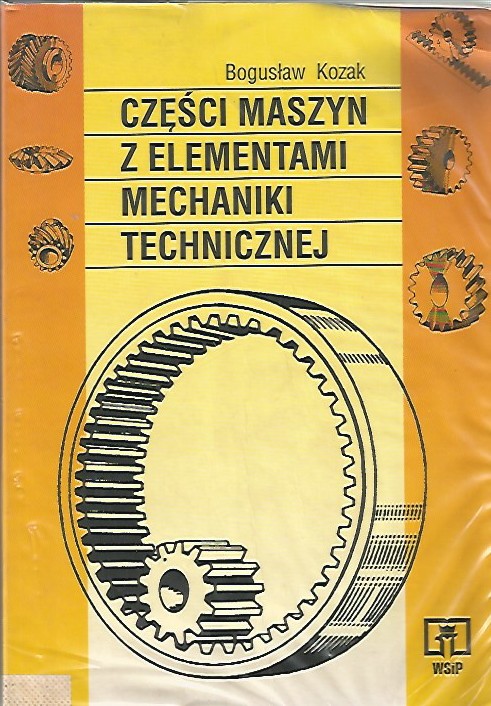 Bogusław Kozak
CZĘŚCI MASZYN
Z ELEMENTAMI
MECHANIKI
TECHNICZNEJ
WSiP